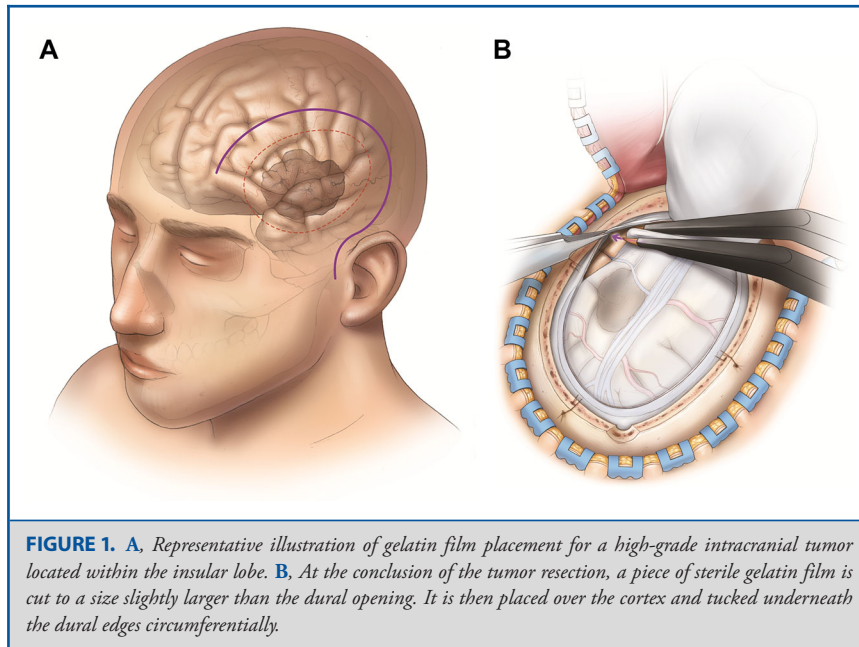 A
B
FIGURE 1. A, Representative illustration of gelatin film placement for a high-grade intracranial tumor
located within the insular lobe. B, At the conclusion of the tumor resection, a piece of sterile gelatin film is
cut to a size slightly larger than the dural opening. It is then placed over the cortex and tucked underneath
the dural edges circumferentially.